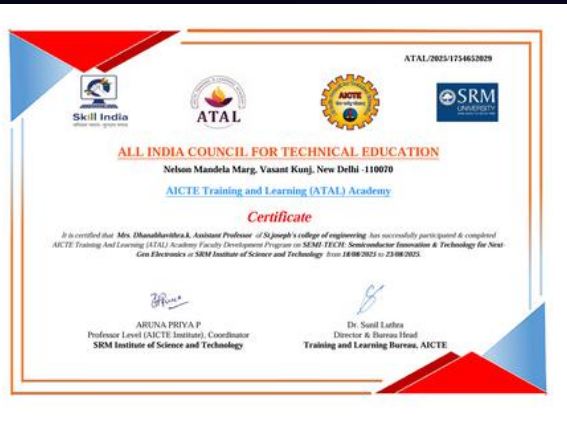 ATAL/2025/1754652029
Skill India
ATAL
AICTE
SRM
UNIVERSITY
ALL INDIA COUNCIL FOR TECHNICAL EDUCATION
Nelson Mandela Marg, Vasant Kunj, New Delhi -110070
AICTE Training and Learning (ATAL) Academy
Certificate
It is certified that Mrs. Dhanabhavithra.k, Assistant Professor of St.joseph's college of engineering has successfully participated & completed
AICTE Training And Learning (ATAL) Academy Faculty Development Program on SEMI-TECH: Semiconductor Innovation & Technology for Next-
Gen Electronics at SRM Institute of Science and Technology from 18/08/2025 to 23/08/2025.
ARUNA PRIYA P
Professor Level (AICTE Institute), Coordinator
SRM Institute of Science and Technology
Dr. Sunil Luthra
Director & Bureau Head
Training and Learning Bureau, AICTE